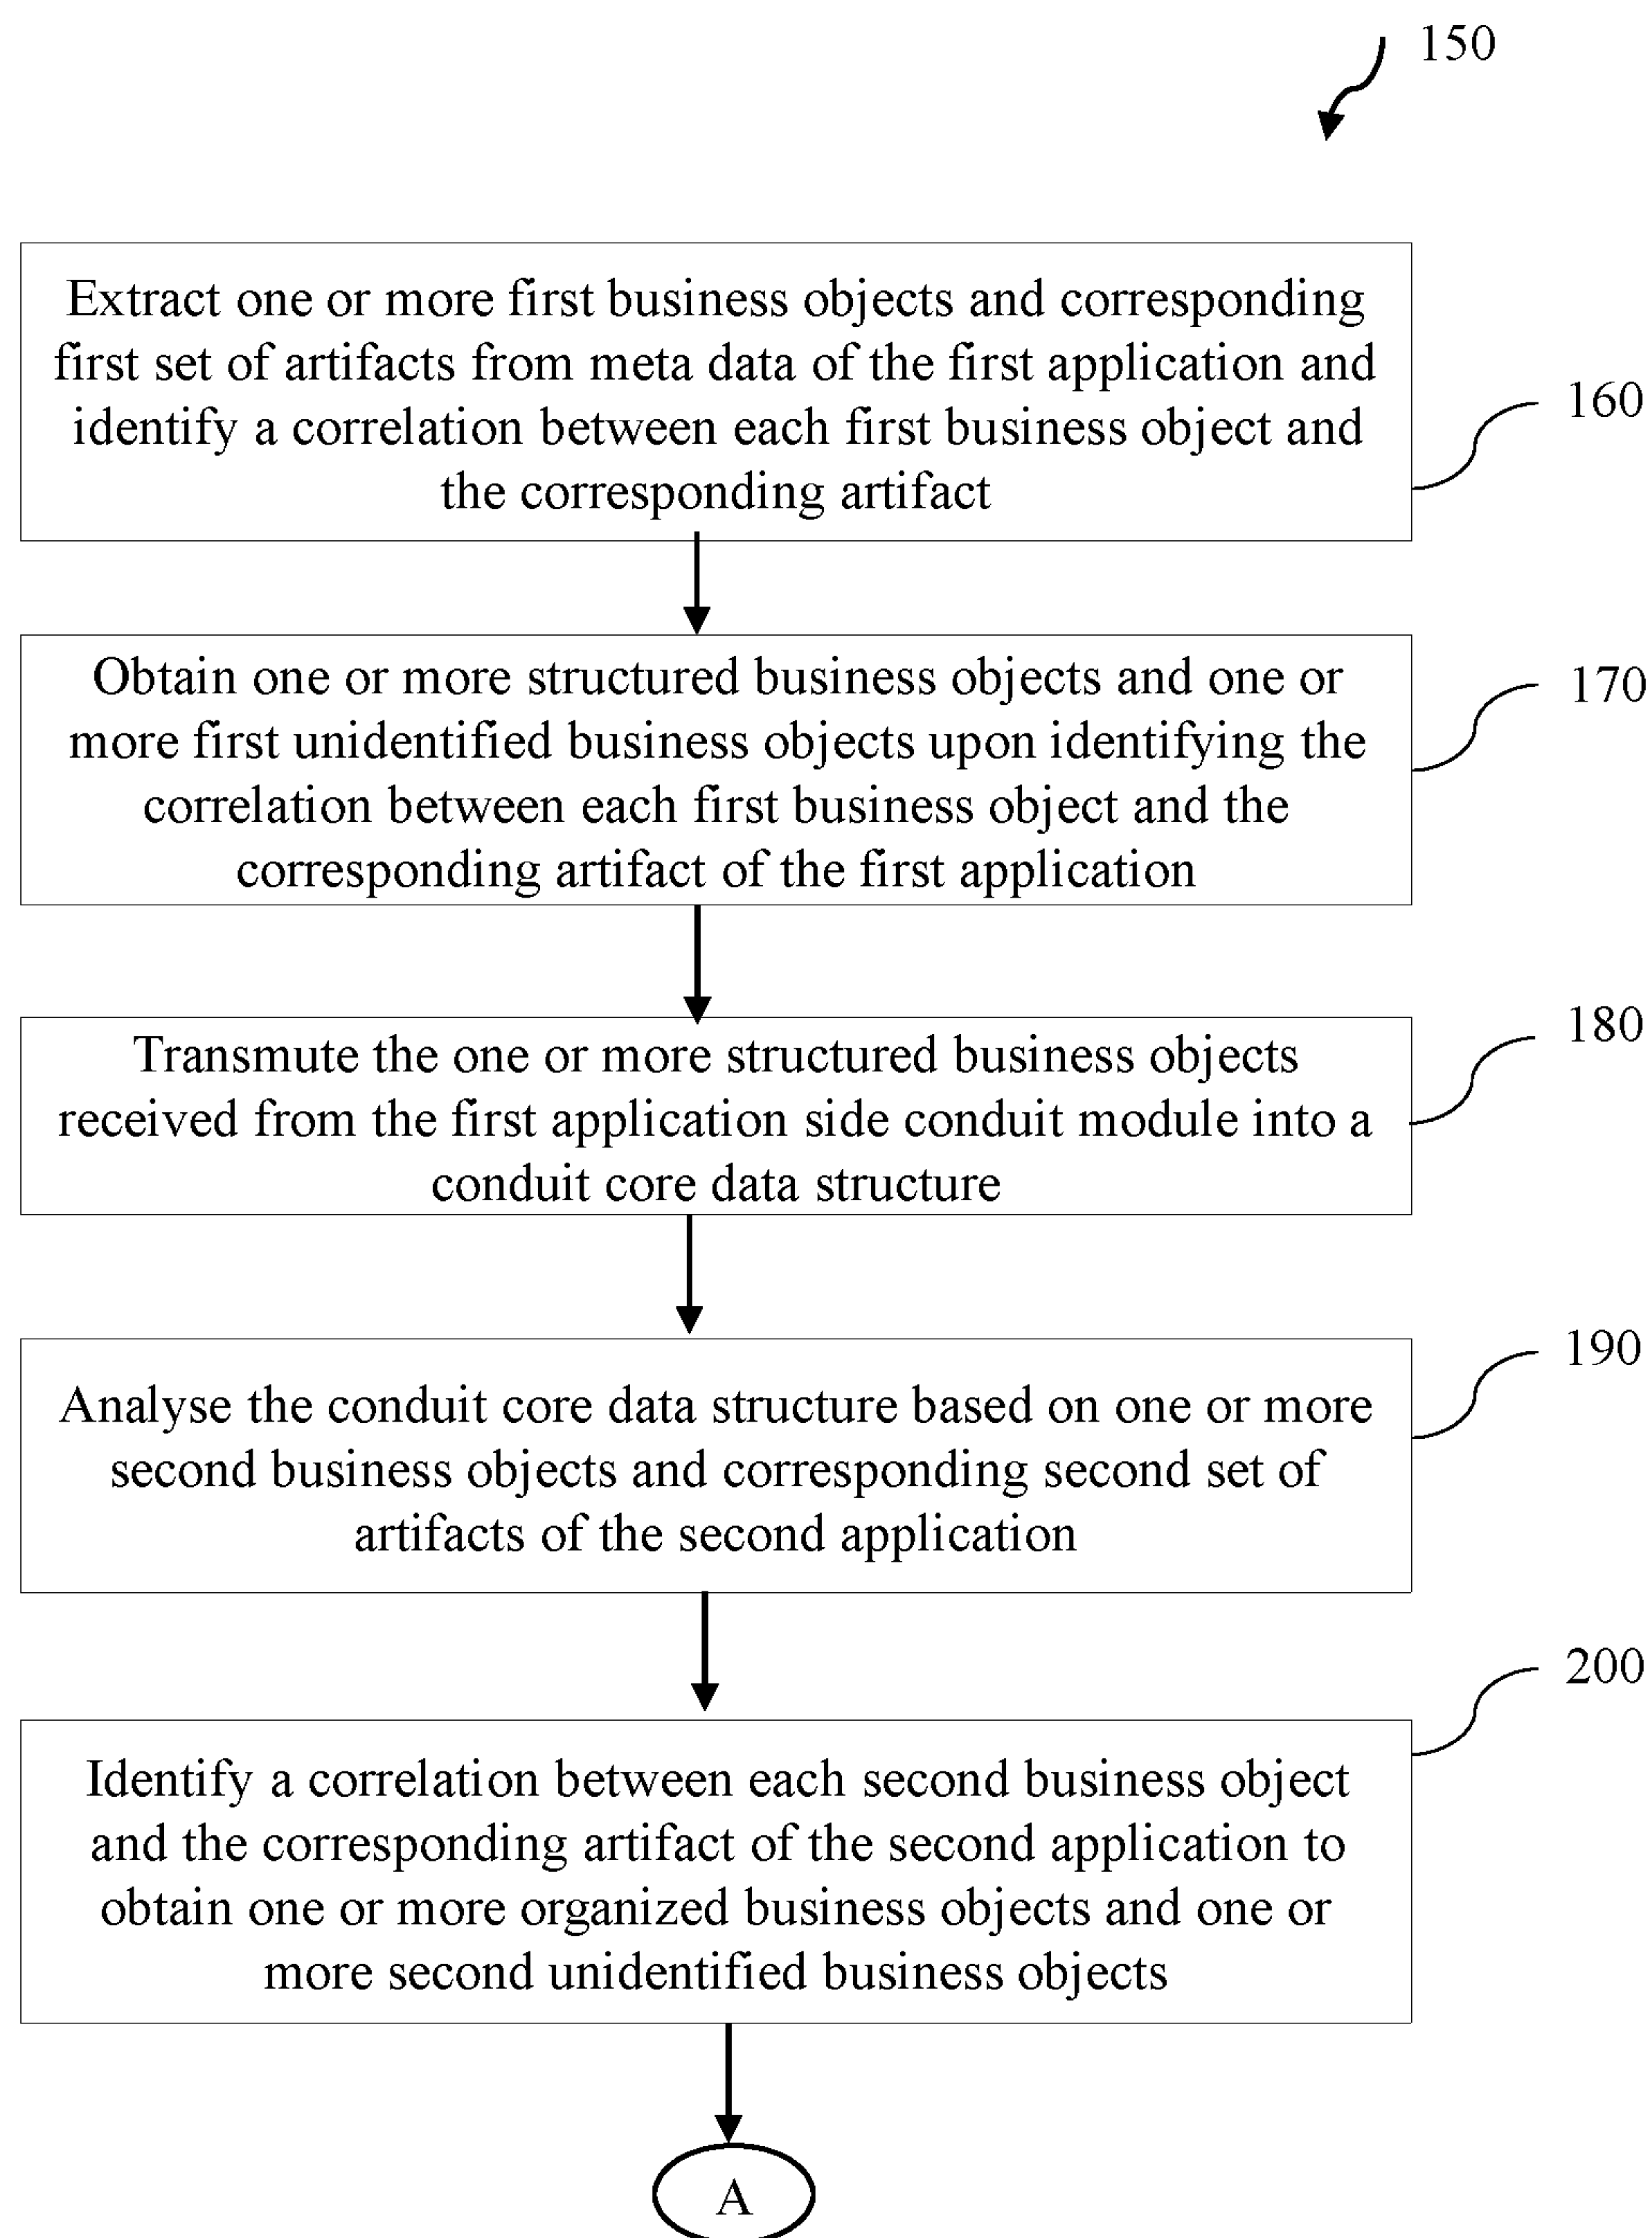 150
Extract one or more first business objects and corresponding
first set of artifacts from meta data of the first application and
identify a correlation between each first business object and
the corresponding artifact
160
Obtain one or more structured business objects and one or
more first unidentified business objects upon identifying the
correlation between each first business object and the
corresponding artifact of the first application
170
Transmute the one or more structured business objects
received from the first application side conduit module into a
conduit core data structure
180
Analyse the conduit core data structure based on one or more
second business objects and corresponding second set of
artifacts of the second application
190
Identify a correlation between each second business object
and the corresponding artifact of the second application to
obtain one or more organized business objects and one or
more second unidentified business objects
200
A